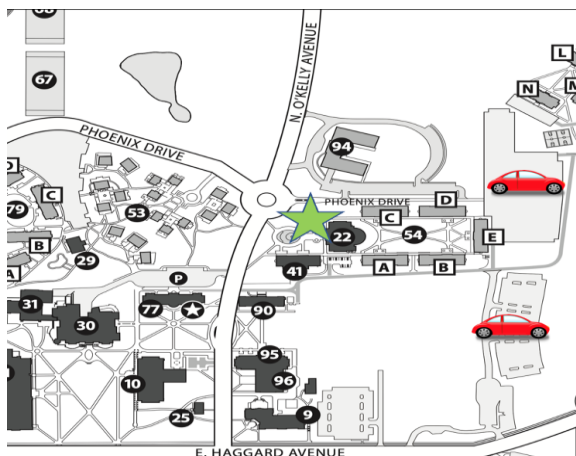 68
67
N. O'KELLY AVENUE
L
N
M
PHOENIX DRIVE
94
D
C
79
53
PHOENIX DRIVE
D
C
B
A
29
22
54
E
41
A
B
P
31
30
77
90
10
95
96
25
9
E. HAGGARD AVENUE